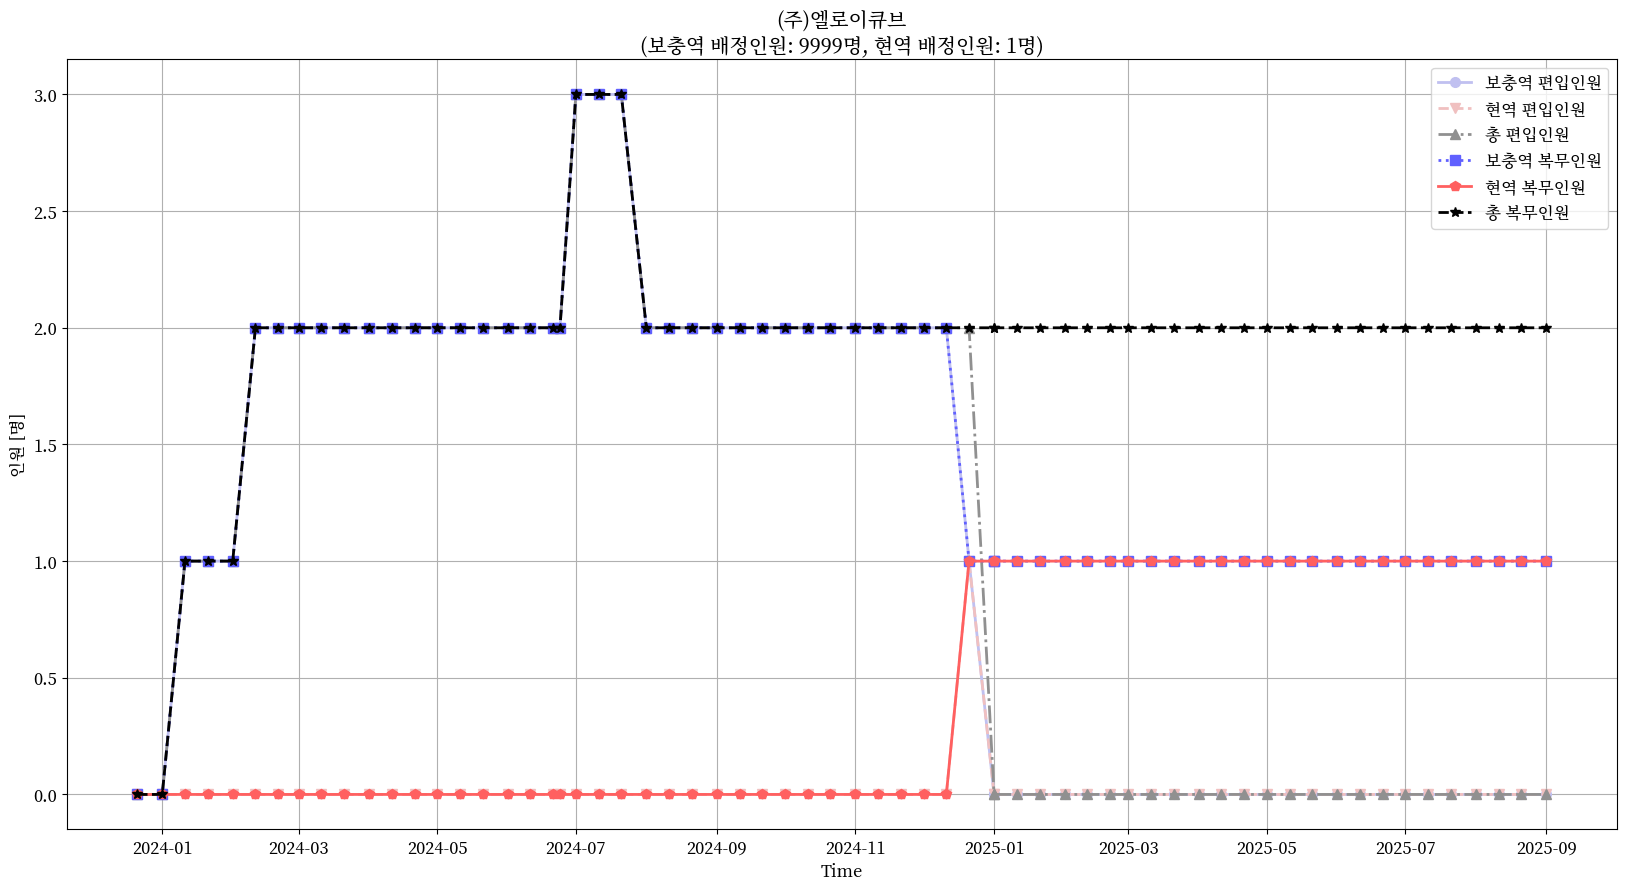 (주)엘로이큐브
(보충역 배정인원: 9999명, 현역 배정인원: 1명)
보충역 편입인원
현역 편입인원
총 편입인원
보충역 복무인원
현역 복무인원
총 복무인원
3.0
2.5
2.0
1.5
1.0
0.5
0.0
인원 [명]
2024-01
2024-03
2024-05
2024-07
2024-09
2024-11
2025-01
2025-03
2025-05
2025-07
2025-09
Time